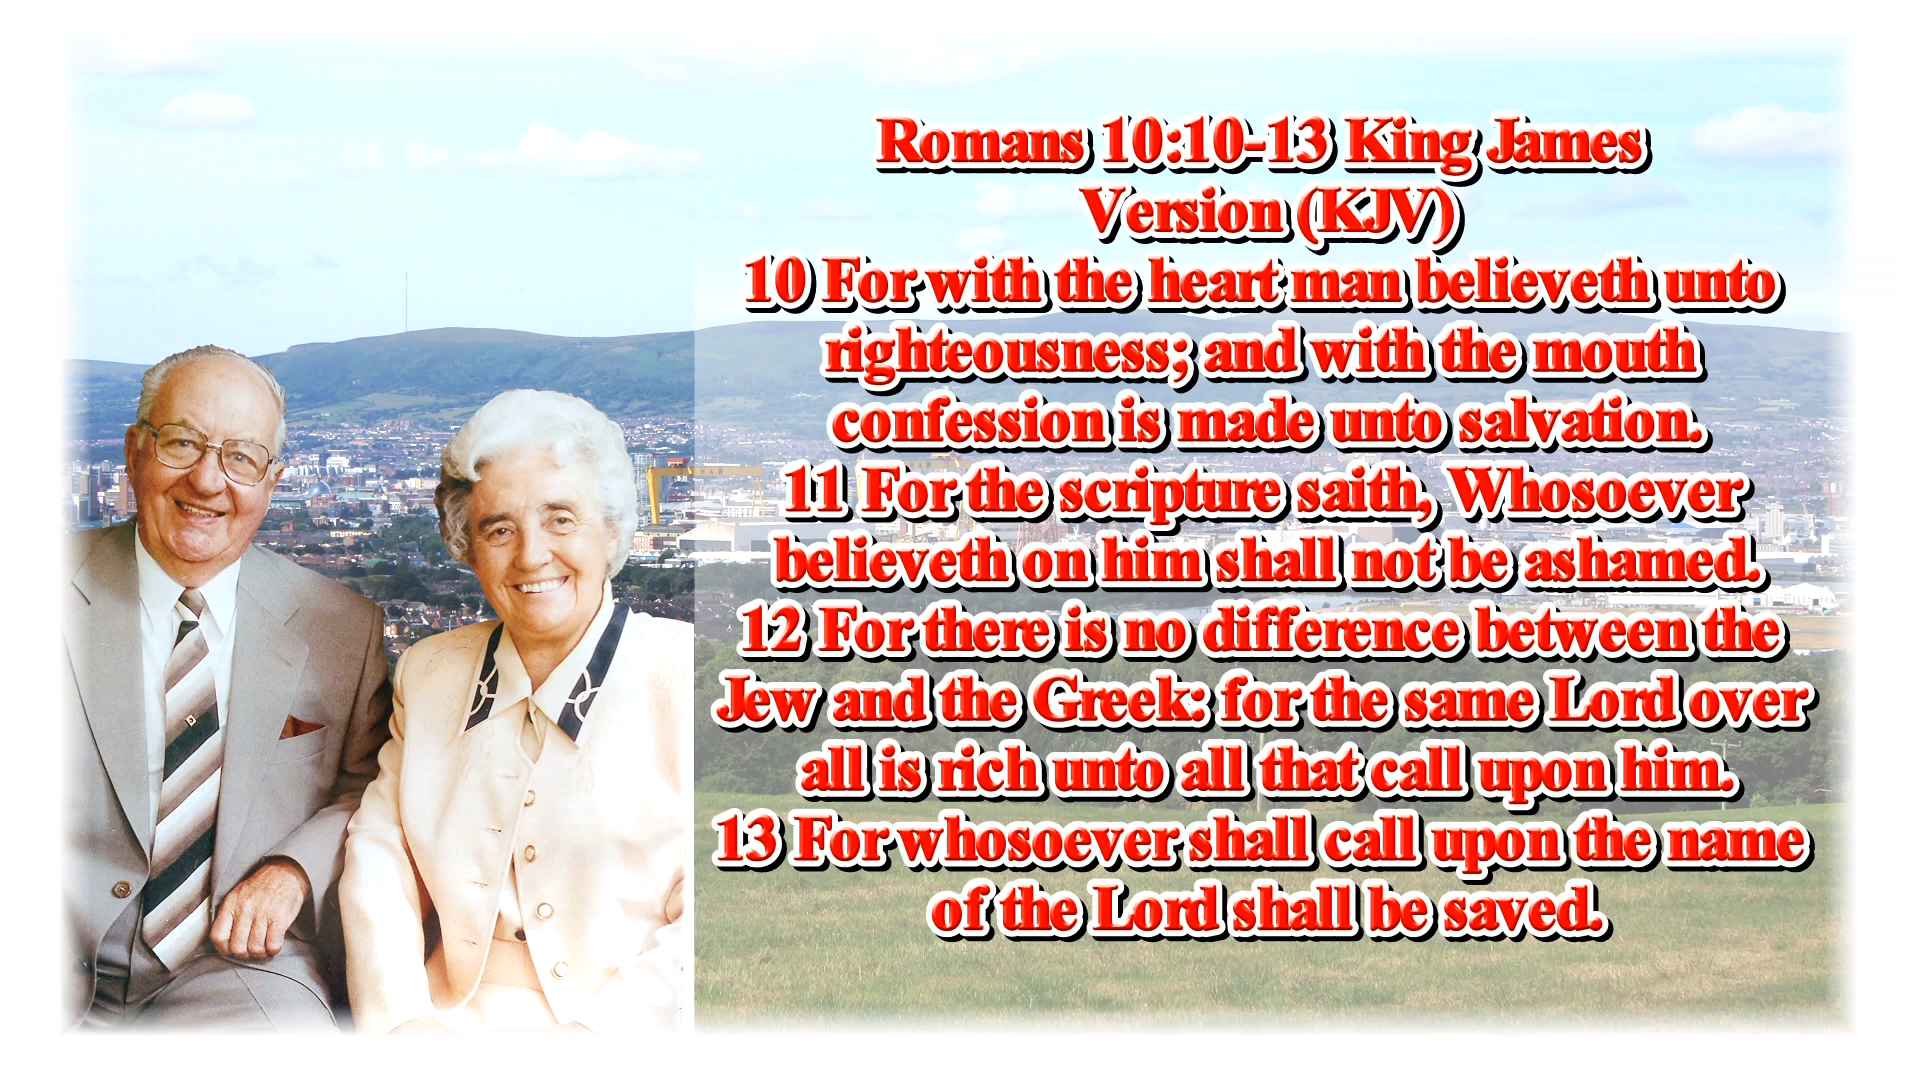 Romans 10:10-13 King James
Version (KJV)
10 For with the heart man believeth unto
righteousness; and with the mouth
confession is made unto salvation.
11 For the scripture saith, Whosoever
believeth on him shall not be ashamed.
12 For there is no difference between the
Jew and the Greek: for the same Lord over
all is rich unto all that call upon him.
13 For whosoever shall call upon the name
of the Lord shall be saved.